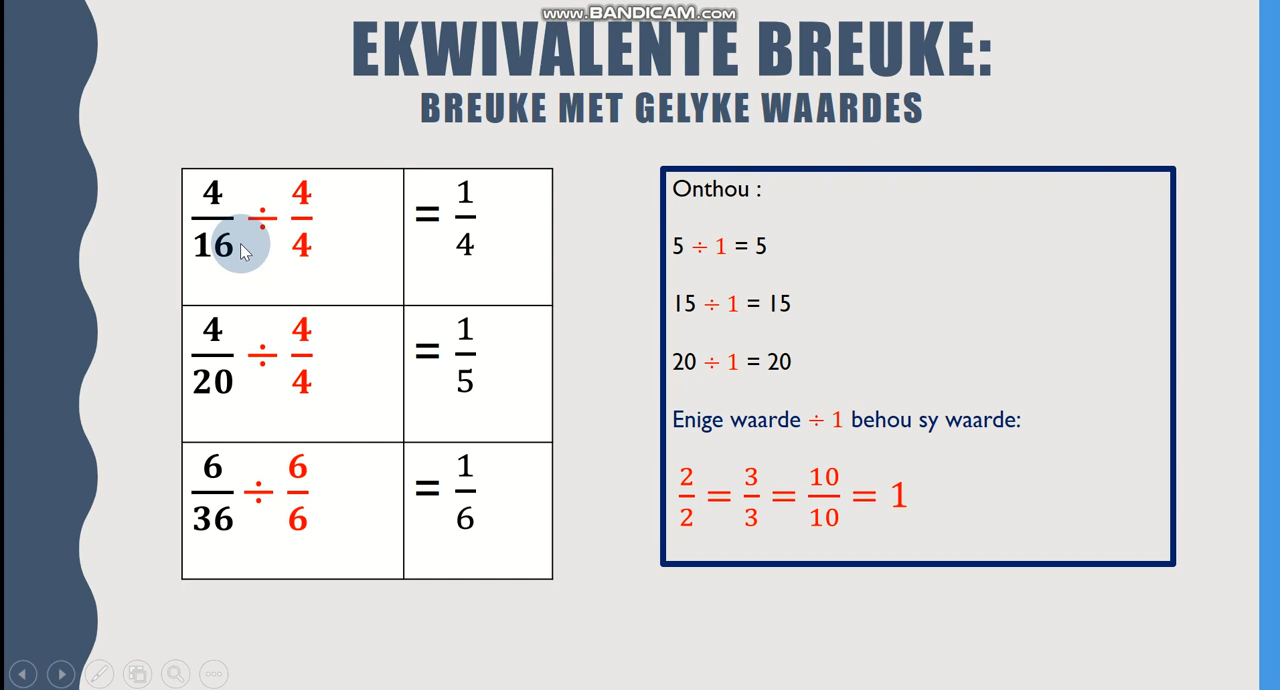 www.BANDICAM.com
EKWIVALENTE BREUKE:
BREUKE MET GELYKE WAARDES
4/16 ÷ 4/4 = 1/4
4/20 ÷ 4/4 = 1/5
6/36 ÷ 6/6 = 1/6
Onthou :
5 ÷ 1 = 5
15 ÷ 1 = 15
20 ÷ 1 = 20
Enige waarde ÷ 1 behou sy waarde:
2/2 = 3/3 = 10/10 = 1